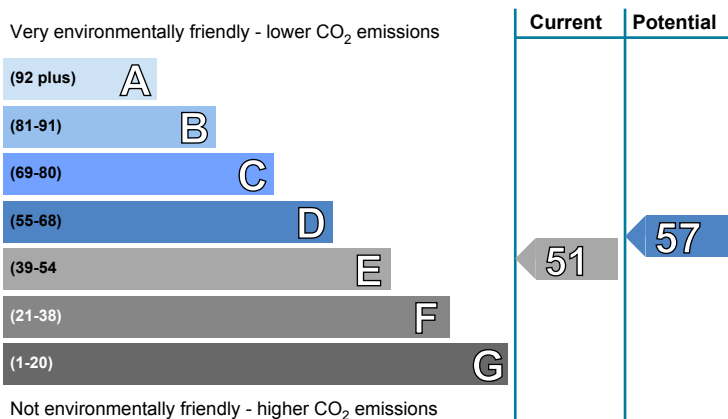 Current Potential
Very environmentally friendly - lower CO2 emissions
(92 plus) A
(81-91) B
(69-80) C
(55-68) D
(39-54 E
(21-38) F
(1-20) G
51
57
Not environmentally friendly - higher CO2 emissions